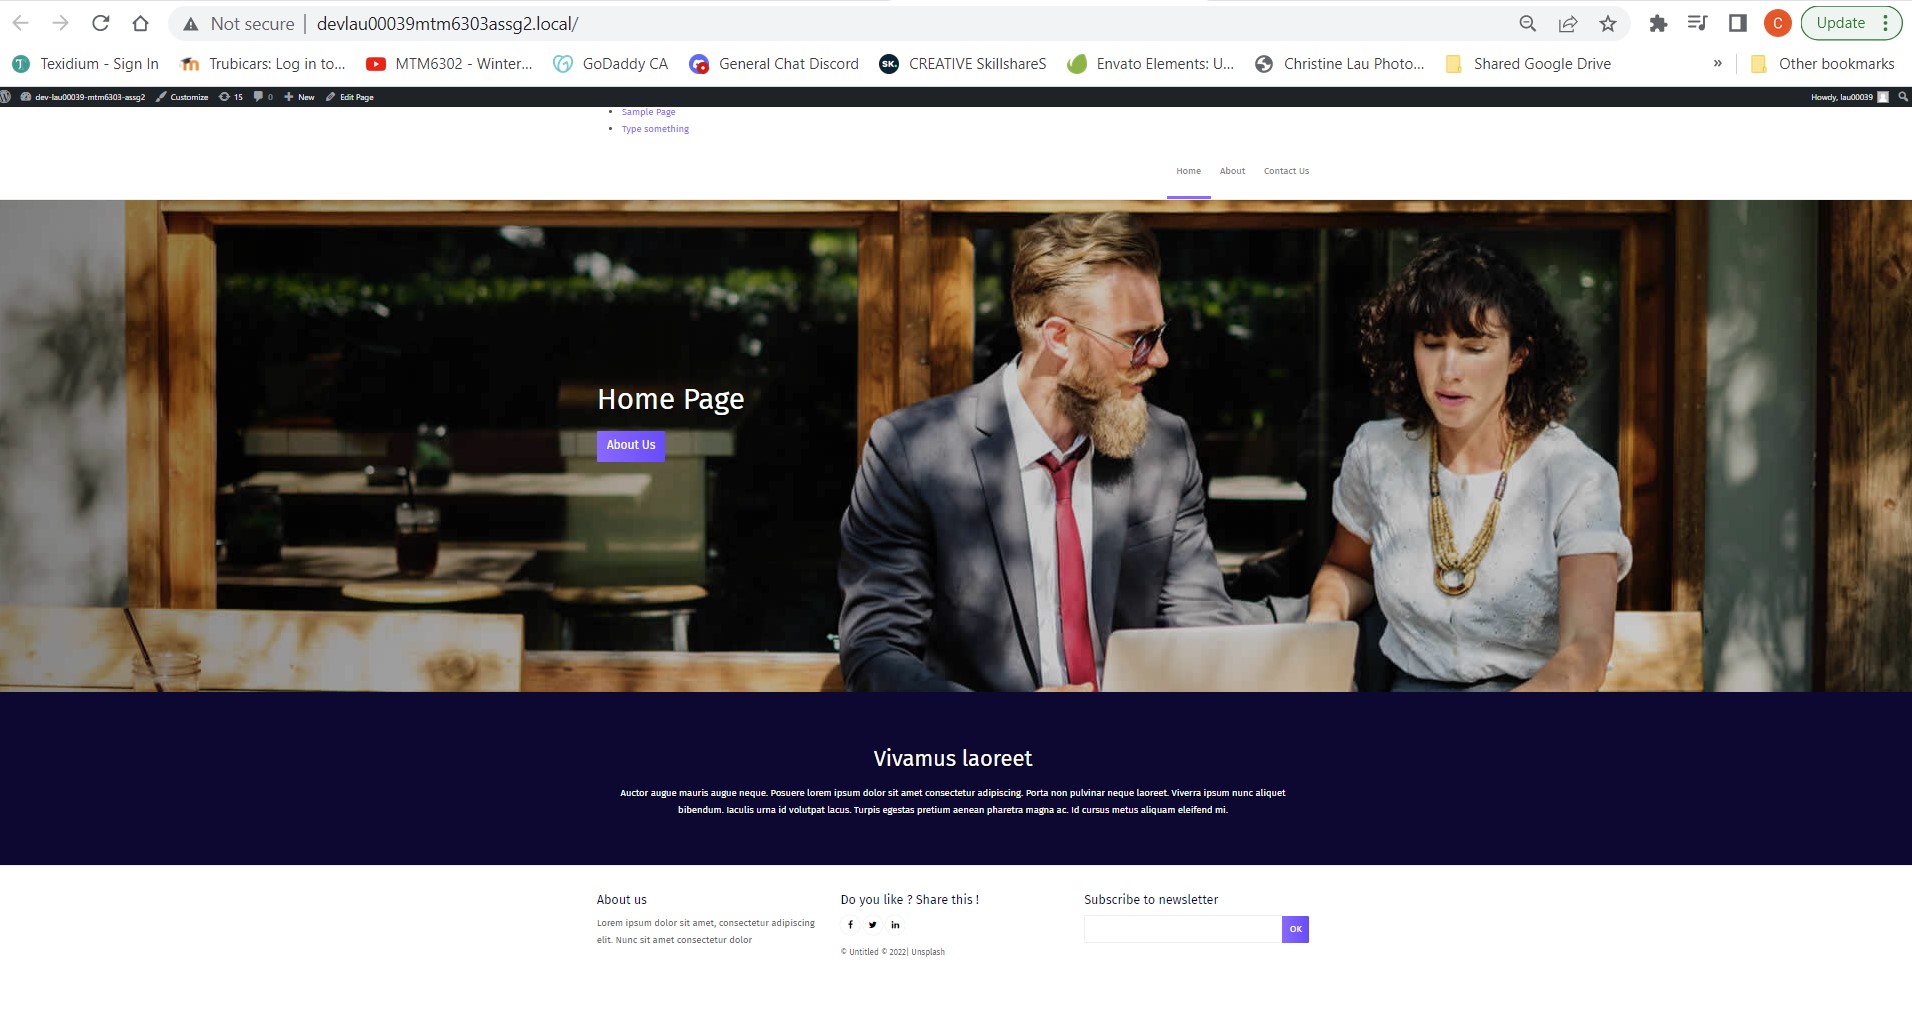 Not secure | devlau00039mtm6303assg2.local/
C
Update
Texidium - Sign In
Trubicars: Log in to...
MTM6302 - Winter...
GoDaddy CA
General Chat Discord
SK.
CREATIVE SkillshareS
Envato Elements: U...
Christine Lau Photo...
Shared Google Drive
»
Other bookmarks
dev-lau00039-mtm6303-assg2
Customize
15
0
New
Edit Page
Howdy, lau00039
Sample Page
Type something
Home
About
Contact Us
Home Page
About Us
Vivamus laoreet
Auctor augue mauris augue neque. Posuere lorem ipsum dolor sit amet consectetur adipiscing. Porta non pulvinar neque laoreet. Viverra ipsum nunc aliquet
bibendum. Iaculis urna id volutpat lacus. Turpis egestas pretium aenean pharetra magna ac. Id cursus metus aliquam eleifend mi.
About us
Lorem ipsum dolor sit amet, consectetur adipiscing
elit. Nunc sit amet consectetur dolor
Do you like ? Share this !
© Untitled © 2022| Unsplash
Subscribe to newsletter
OK